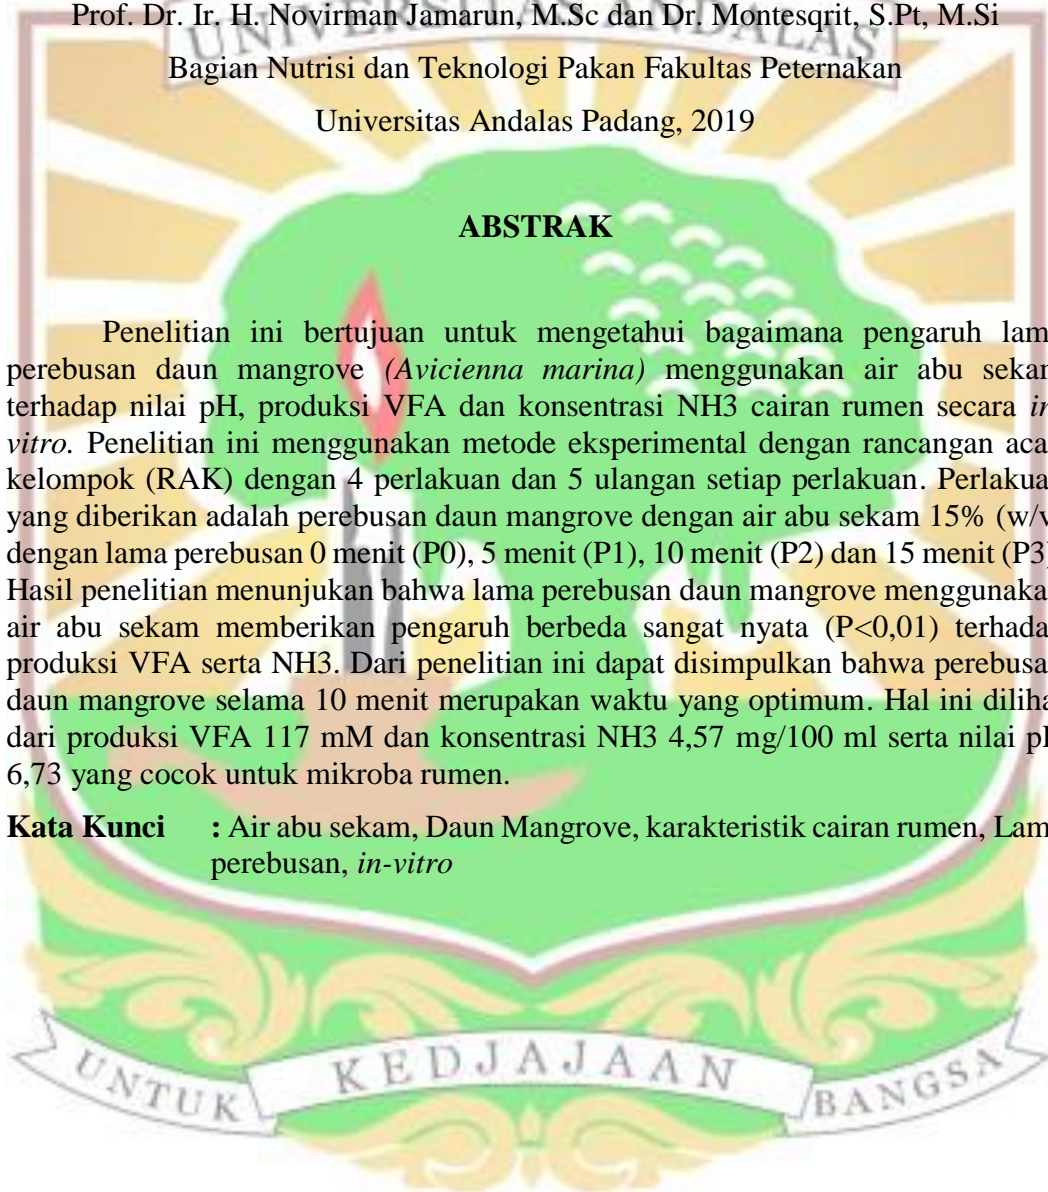 Prof. Dr. Ir. H. Novirman Jamarun, M.Sc dan Dr. Montesqrit, S.Pt, M.Si
UNIVERSITAS ANDALAS
Bagian Nutrisi dan Teknologi Pakan Fakultas Peternakan
Universitas Andalas Padang, 2019
ABSTRAK
Penelitian ini bertujuan untuk mengetahui bagaimana pengaruh lam
perebusan daun mangrove (Avicienna marina) menggunakan air abu sekam
terhadap nilai pH, produksi VFA dan konsentrasi NH3 cairan rumen secara in
vitro. Penelitian ini menggunakan metode eksperimental dengan rancangan aca
kelompok (RAK) dengan 4 perlakuan dan 5 ulangan setiap perlakuan. Perlakua
yang diberikan adalah perebusan daun mangrove dengan air abu sekam 15% (w/v
dengan lama perebusan 0 menit (P0), 5 menit (P1), 10 menit (P2) dan 15 menit (P3)
Hasil penelitian menunjukan bahwa lama perebusan daun mangrove menggunaka
air abu sekam memberikan pengaruh berbeda sangat nyata (P<0,01) terhada
produksi VFA serta NH3. Dari penelitian ini dapat disimpulkan bahwa perebusa
daun mangrove selama 10 menit merupakan waktu yang optimum. Hal ini diliha
dari produksi VFA 117 mM dan konsentrasi NH3 4,57 mg/100 ml serta nilai pH
6,73 yang cocok untuk mikroba rumen.
Kata Kunci : Air abu sekam, Daun Mangrove, karakteristik cairan rumen, Lam
perebusan, in-vitro
UNTUK KEDJAJAAN BANGSA